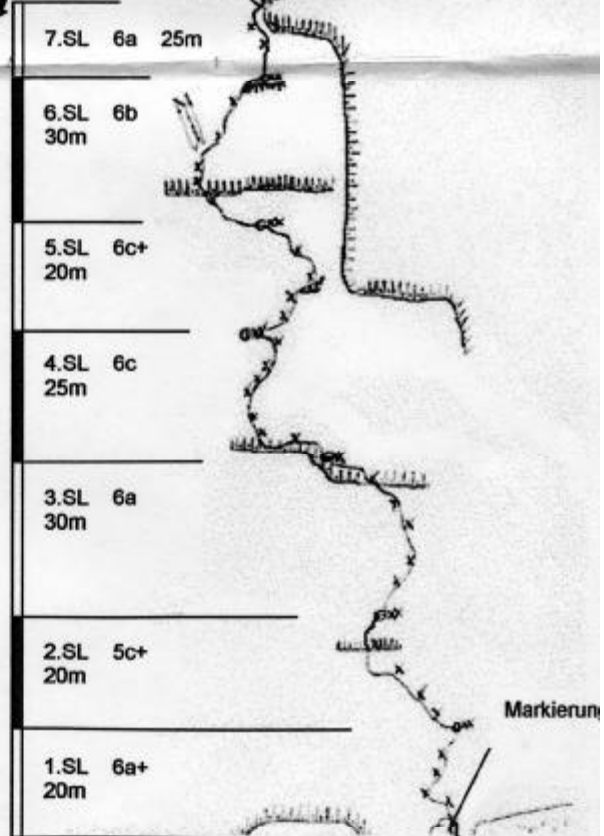 7.SL 6a 25m
6.SL 6b
30m
5.SL 6c+
20m
4.SL 6c
25m
3.SL 6a
30m
2.SL 5c+
20m
Markierung
1.SL 6a+
20m